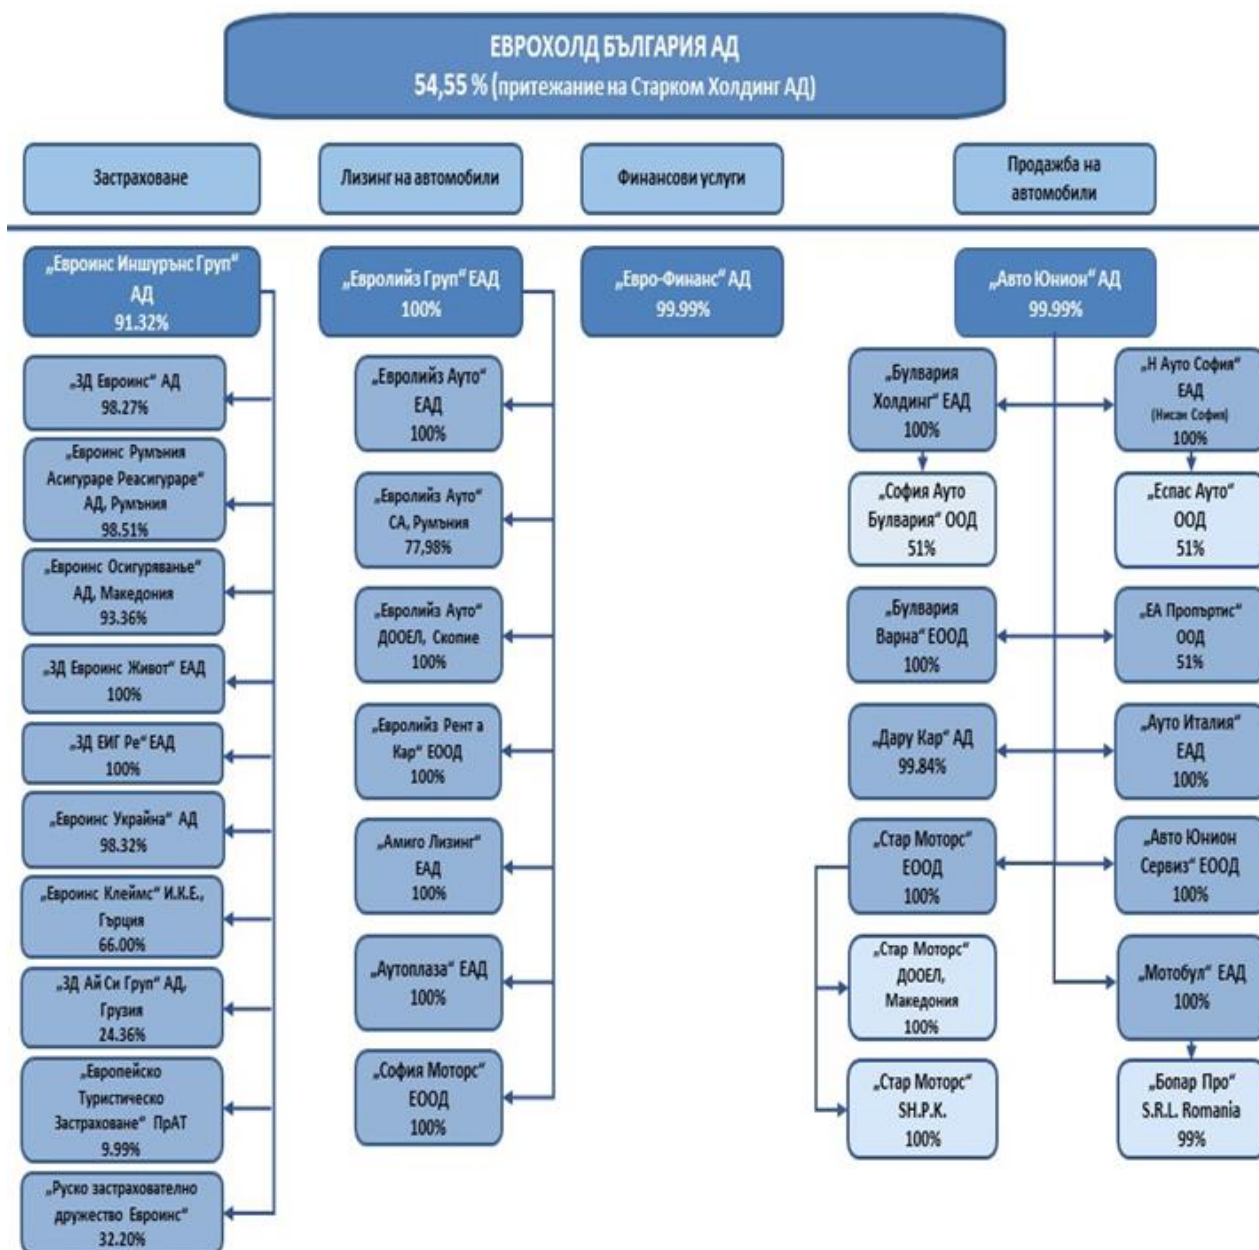 ЕВРОХОЛД БЪЛГАРИЯ АД
54,55 % (притежание на Старком Холдинг АД)
Застраховане
Лизинг на автомобили
Финансови услуги
Продажба на
автомобили
„Евроинс Иншурънс Груп“
АД
91.32%
„Евролийз Груп“ ЕАД
100%
„Евро-Финанс“ АД
99.99%
„Авто Юнион“ АД
99.99%
„ЗД Евроинс“ АД
98.27%
„Евроинс Румъния
Асигураре Реасигураре“
АД, Румъния
98.51%
„Евроинс Осигурявање“
АД, Македония
93.36%
„ЗД Евроинс Живот“ ЕАД
100%
„ЗД ЕИГ Ре“ ЕАД
100%
„Евроинс Украйна“ АД
98.32%
„Евроинс Клеймс“ И.К.Е.,
Гърция
66.00%
„ЗД Ай Си Груп“ АД,
Грузия
24.36%
„Европейско
Туристическо
Застраховане“ ПрАТ
9.99%
„Руско застрахователно
дружество Евроинс“
32.20%
„Евролийз Ауто“
ЕАД
100%
„Евролийз Ауто“
СА, Румъния
77,98%
„Евролийз Ауто“
ДООЕЛ, Скопие
100%
„Евролийз Рент а
Кар“ ЕООД
100%
„Амиго Лизинг“
ЕАД
100%
„Аутоплаза“ ЕАД
100%
„София Моторс“
ЕООД
100%
„Булвария
Холдинг“ ЕАД
100%
„София Ауто
Булвария“ ООД
51%
„Булвария
Варна“ ЕООД
100%
„Дару Кар“ АД
99.84%
„Стар Моторс“
ЕООД
100%
„Стар Моторс“
ДООЕЛ,
Македония
100%
„Стар Моторс“
SH.P.K.
100%
„Н Ауто София“
ЕАД
(Нисан София)
100%
„Еспас Ауто“
ООД
51%
„ЕА Пропъртис“
ООД
51%
„Ауто Италия“
ЕАД
100%
„Авто Юнион
Сервиз“ ЕООД
100%
„Мотобул“ ЕАД
100%
„Бопар Про“
S.R.L. Romania
99%